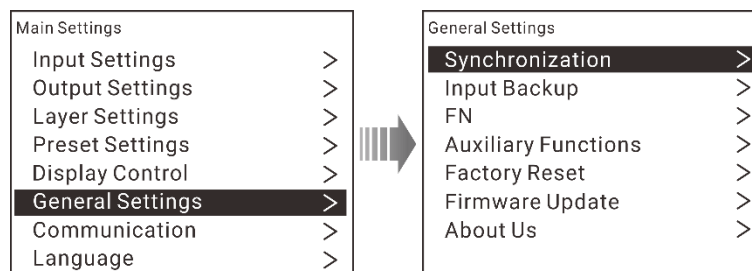 Main Settings
Input Settings >
Output Settings >
Layer Settings >
Preset Settings >
Display Control >
General Settings >
Communication >
Language >
General Settings
Synchronization >
Input Backup >
FN >
Auxiliary Functions >
Factory Reset >
Firmware Update >
About Us >